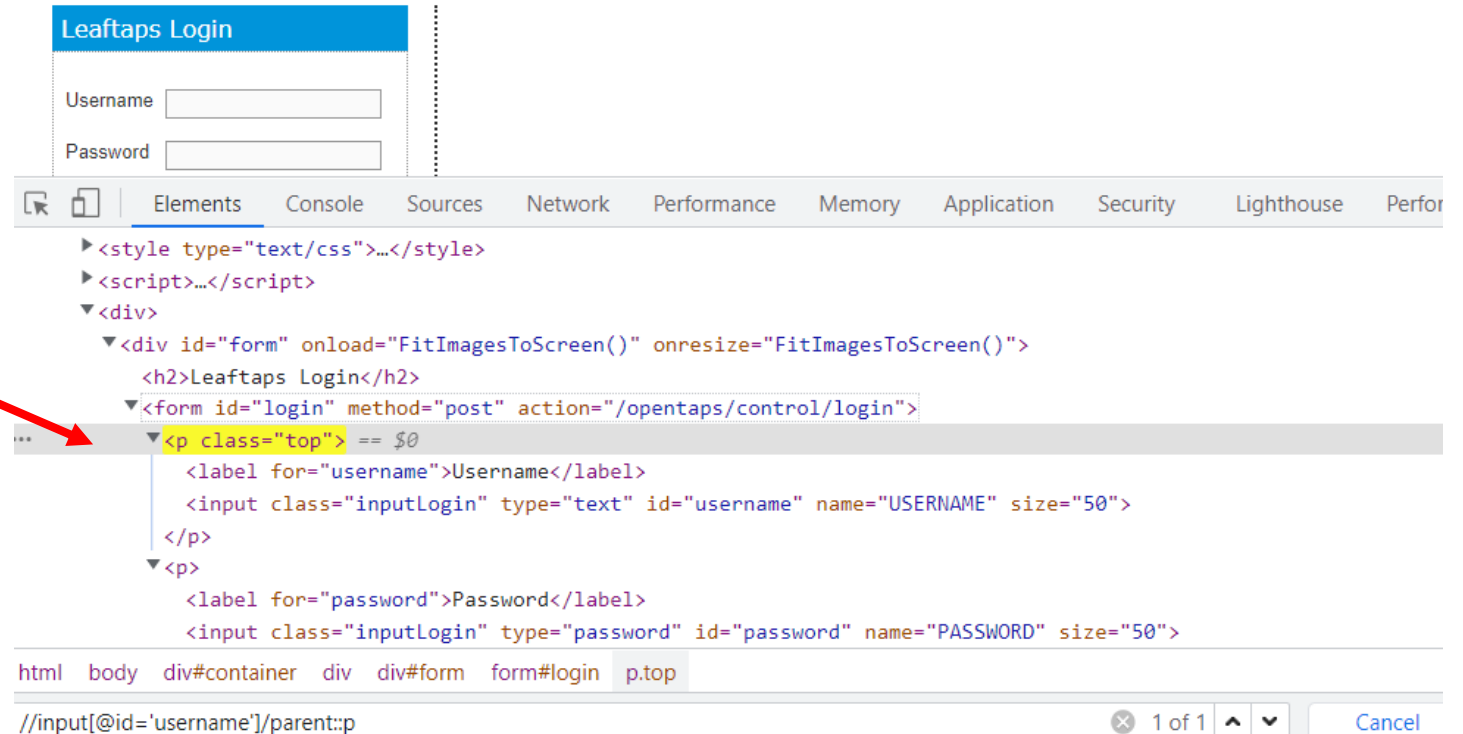 Leaftaps Login
Username
Password
Elements Console Sources Network Performance Memory Application Security Lighthouse Perfor
<style type="text/css">…</style>
<script>…</script>
<div>
<div id="form" onload="FitImagesToScreen()" onresize="FitImagesToScreen()">
<h2>Leaftaps Login</h2>
<form id="login" method="post" action="/opentaps/control/login">
… <p class="top"> == $0
<label for="username">Username</label>
<input class="inputLogin" type="text" id="username" name="USERNAME" size="50">
</p>
<p>
<label for="password">Password</label>
<input class="inputLogin" type="password" id="password" name="PASSWORD" size="50">
html body div#container div div#form form#login p.top
//input[@id='username']/parent::p 1 of 1 Cancel